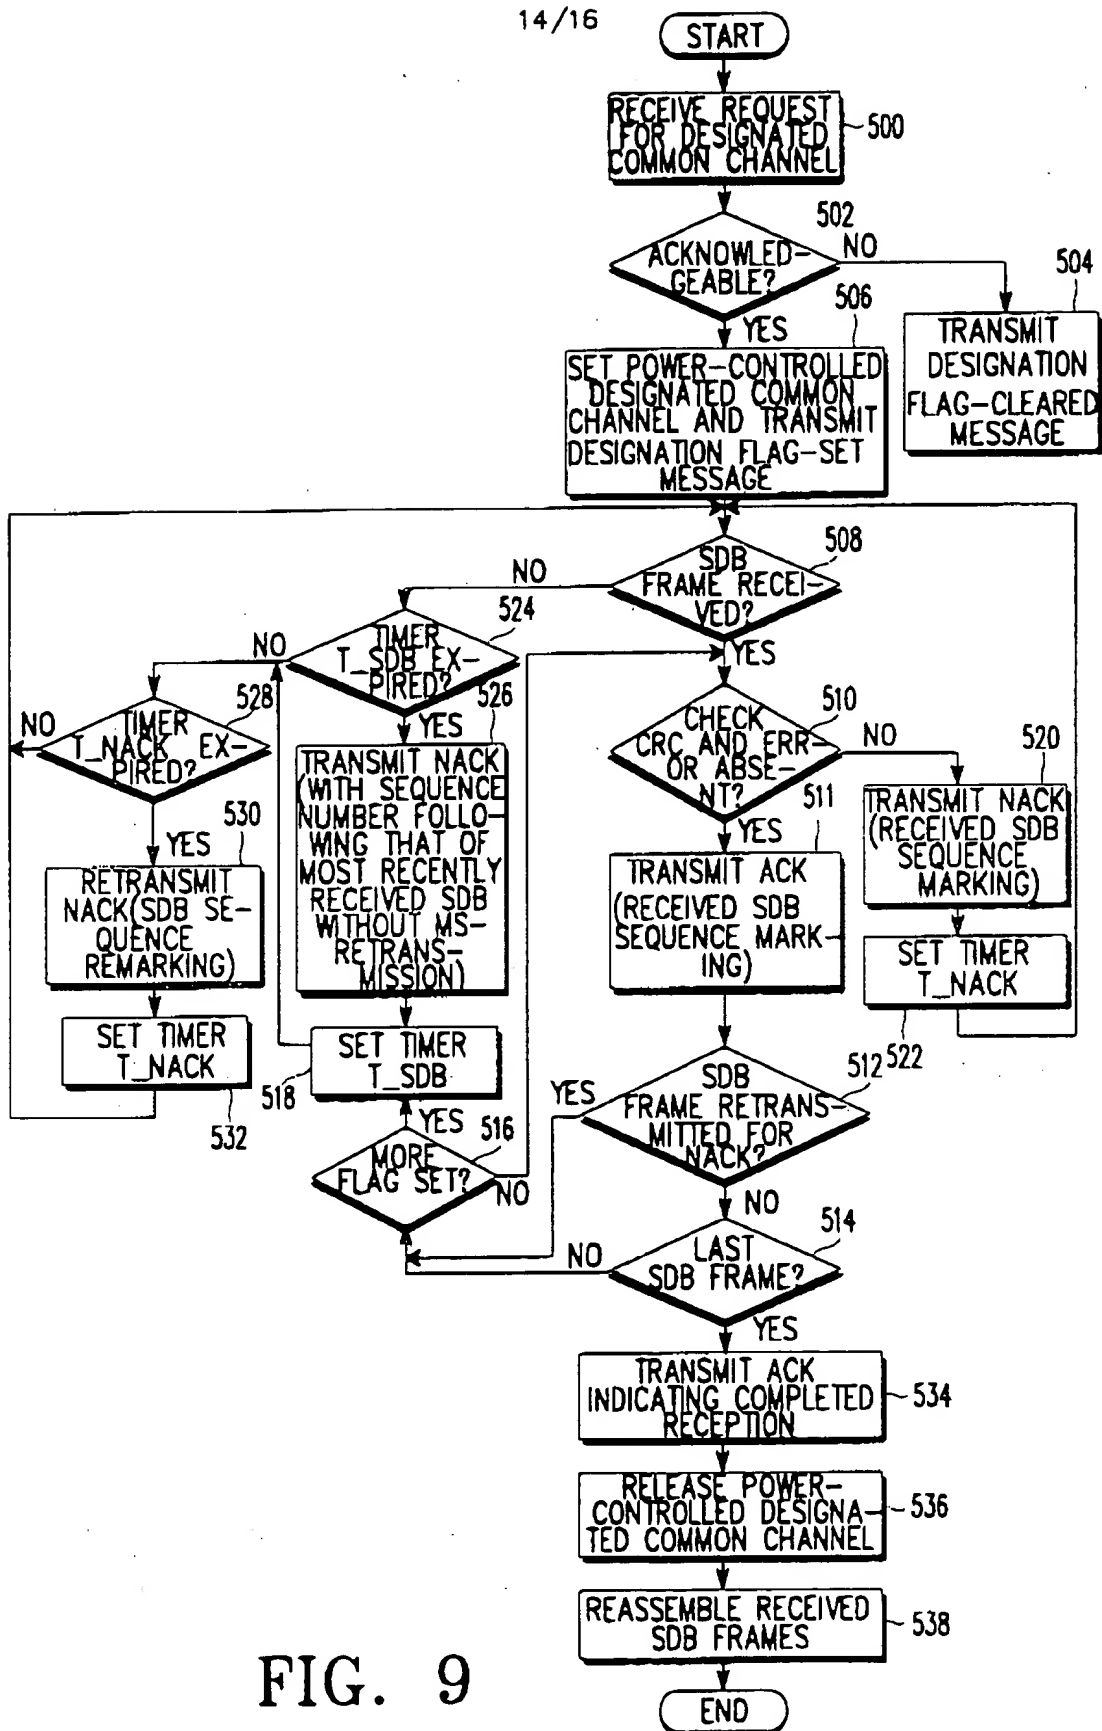 14/16
START
RECEIVE REQUEST
FOR DESIGNATED
COMMON CHANNEL
500
502
ACKNOWLED-
GEABLE?
NO
504
YES
506
TRANSMIT
DESIGNATION
FLAG-CLEARED
MESSAGE
SET POWER-CONTROLLED
DESIGNATED COMMON
CHANNEL AND TRANSMIT
DESIGNATION FLAG-SET
MESSAGE
508
SDB
FRAME RECEI-
VED?
NO
YES
524
TIMER
T_SDB EX-
PIRED?
NO
YES
526
528
TIMER
T_NACK EX-
PIRED?
NO
YES
530
510
CHECK
CRC AND ERR-
OR ABSE-
NT?
NO
YES
511
520
TRANSMIT NACK
(RECEIVED SDB
SEQUENCE
MARKING)
TRANSMIT NACK
(WITH SEQUENCE
NUMBER FOLLO-
WING THAT OF
MOST RECENTLY
RECEIVED SDB
WITHOUT MS-
RETRANS-
MISSION)
TRANSMIT ACK
(RECEIVED SDB
SEQUENCE MARK-
ING)
RETRANSMIT
NACK(SDB SE-
QUENCE
REMARKING)
SET TIMER
T_NACK
522
SET TIMER
T_NACK
532
SET TIMER
T_SDB
518
512
SDB
FRAME RETRANS-
MITTED FOR
NACK?
YES
NO
YES
516
MORE
FLAG SET?
NO
514
LAST
SDB FRAME?
NO
YES
TRANSMIT ACK
INDICATING COMPLETED
RECEPTION
534
RELEASE POWER-
CONTROLLED DESIGNA-
TED COMMON CHANNEL
536
REASSEMBLE RECEIVED
SDB FRAMES
538
END
FIG. 9